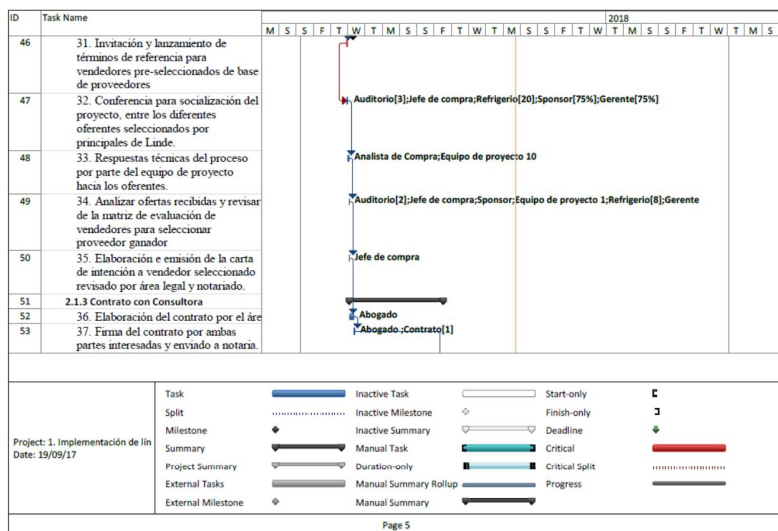 ID Task Name 2018
M S S F T T W T M S S F T W T M S S F T W T M S S F T W T M S
46 31. Invitación y lanzamiento de
términos de referencia para
vendedores pre-seleccionados de base
de proveedores
47 32. Conferencia para socialización del Auditorio[3];Jefe de compra;Refrigerio[20];Sponsor[75%];Gerente[75%]
proyecto, entre los diferentes
oferentes seleccionados por
principales de Linde.
48 33. Respuestas técnicas del proceso Analista de Compra;Equipo de proyecto 10
por parte del equipo de proyecto
hacia los oferentes.
49 34. Analizar ofertas recibidas y revisar Auditorio[2];Jefe de compra;Sponsor;Equipo de proyecto 1;Refrigerio[8];Gerente
de la matriz de evaluación de
vendedores para seleccionar
proveedor ganador
50 35. Elaboración e emisión de la carta Jefe de compra
de intención a vendedor seleccionado
revisado por área legal y notariado.
51 2.1.3 Contrato con Consultora
52 36. Elaboración del contrato por el áre Abogado
53 37. Firma del contrato por ambas Abogado ;Contrato[1]
partes interesadas y enviado a notaria.
Project: 1. Implementación de lín
Date: 19/09/17
Task Inactive Task Start-only
Split Inactive Milestone Finish-only
Milestone Inactive Summary Deadline
Summary Manual Task Critical
Project Summary Duration-only Critical Split
External Tasks Manual Summary Rollup Progress
External Milestone Manual Summary
Page 5